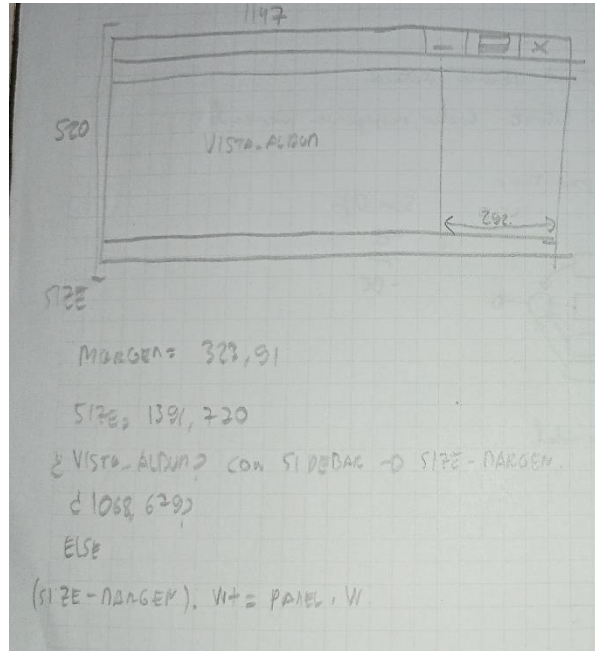 1147
520
VISTA_ALBUM
292
SIZE
MARGEN = 323,91
SIZE = 1391, 720
¿ VISTA_ALBUM? CON SIDEBAR → SIZE-MARGEN.
¿ 1068, 629?
ELSE
(SIZE-MARGEN). W += PANEL. W